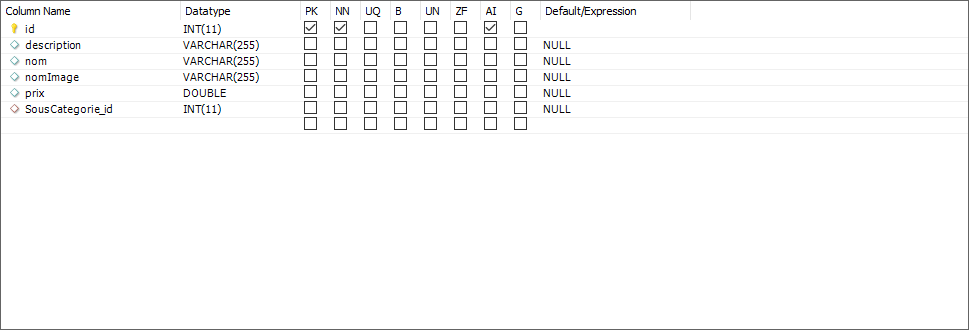 Column Name Datatype PK NN UQ B UN ZF AI G Default/Expression
id INT(11)
description VARCHAR(255) NULL
nom VARCHAR(255) NULL
nomImage VARCHAR(255) NULL
prix DOUBLE NULL
SousCategorie_id INT(11) NULL